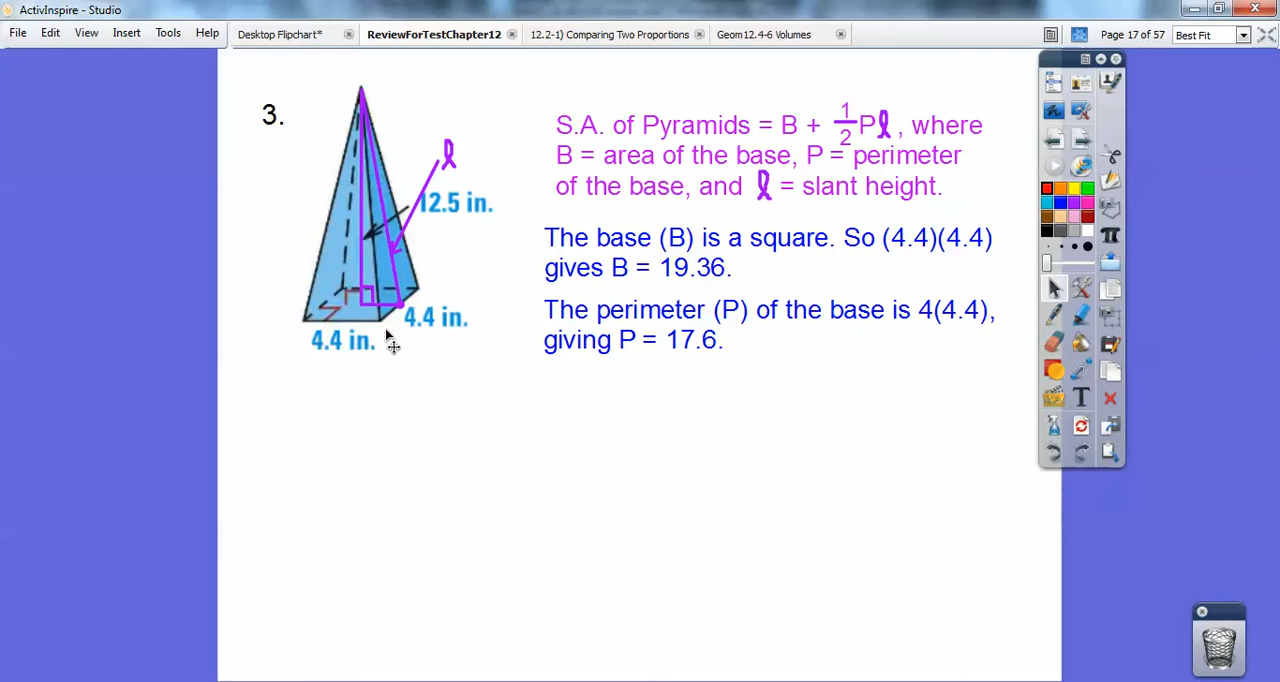 ActivInspire - Studio
File Edit View Insert Tools Help
Desktop Flipchart* ReviewForTestChapter12 12.2-1) Comparing Two Proportions Geom12.4-6 Volumes
Page 17 of 57 Best Fit
3.
ℓ
12.5 in.
4.4 in.
4.4 in.
S.A. of Pyramids = B + 1/2 Pℓ , where
B = area of the base, P = perimeter
of the base, and ℓ = slant height.
The base (B) is a square. So (4.4)(4.4)
gives B = 19.36.
The perimeter (P) of the base is 4(4.4),
giving P = 17.6.